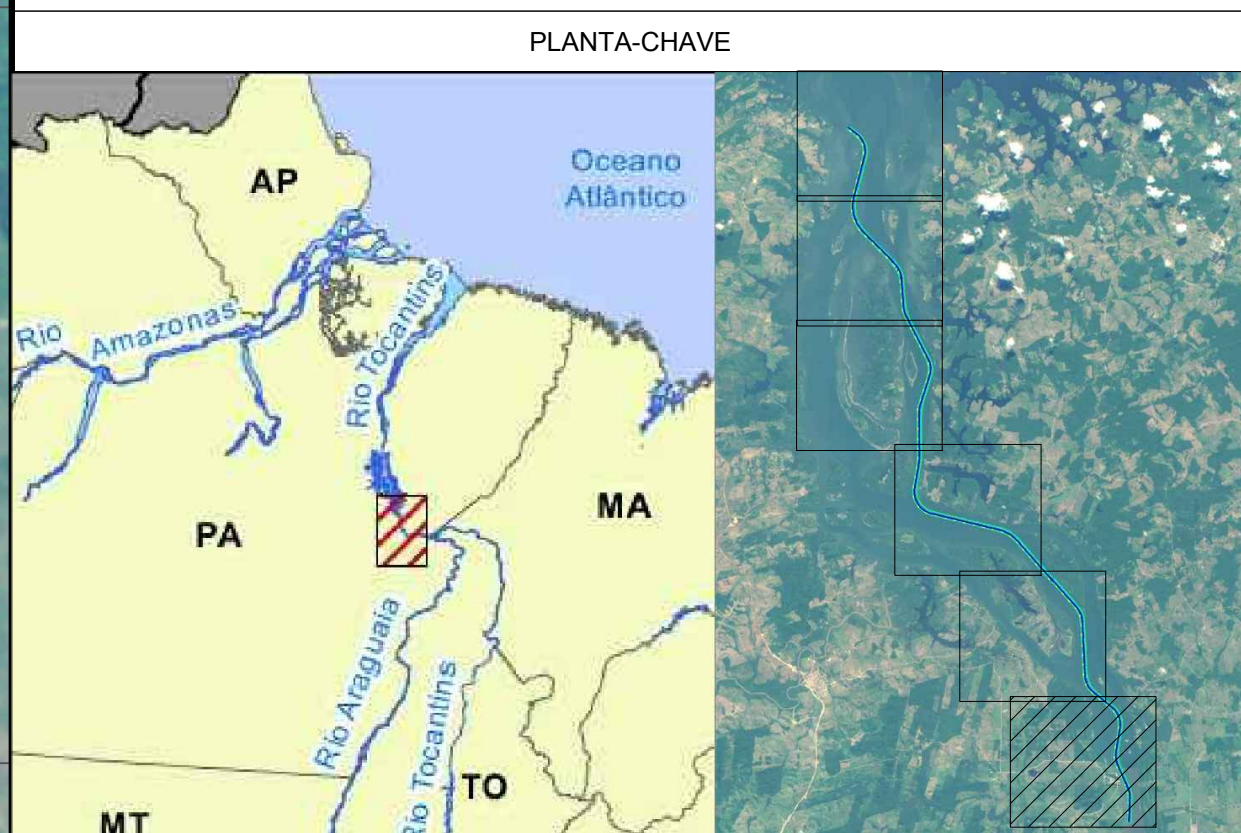 PLANTA-CHAVE
AP
Oceano
Atlântico
Rio Amazonas
Rio Tocantins
PA
MA
Rio Araguaia
Rio Tocantins
TO
MT